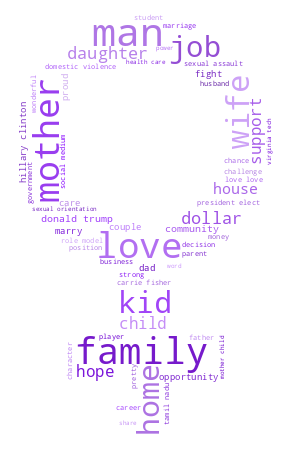 student
man
marriage
power
job
daughter
health care
domestic violence
sexual assault
fight
husband
wonderful
proud
mother
wife
hillary clinton
support
virginia tech
government
social medium
chance
challenge
love love
house
care
president elect
sexual orientation
donald trump
dollar
marry
couple
community
role model
love
money
position
decision
parent
business
dad
word
strong
carrie fisher
kid
child
player
father
family
character
mother child
hope
pretty
home
opportunity
career
tamil nadu
share